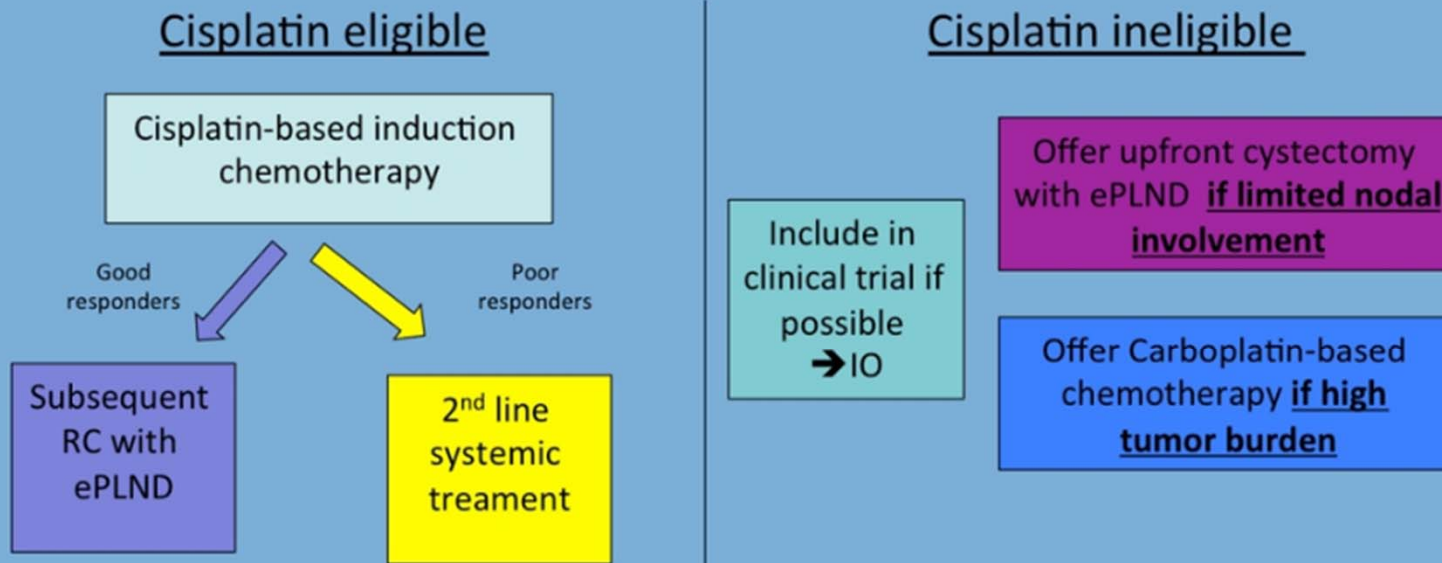 Cisplatin eligible
Cisplatin-based induction
chemotherapy
Good
responders
Poor
responders
Subsequent
RC with
ePLND
2nd line
systemic
treament
Cisplatin ineligible
Include in
clinical trial if
possible
➔IO
Offer upfront cystectomy
with ePLND if limited nodal
involvement
Offer Carboplatin-based
chemotherapy if high
tumor burden